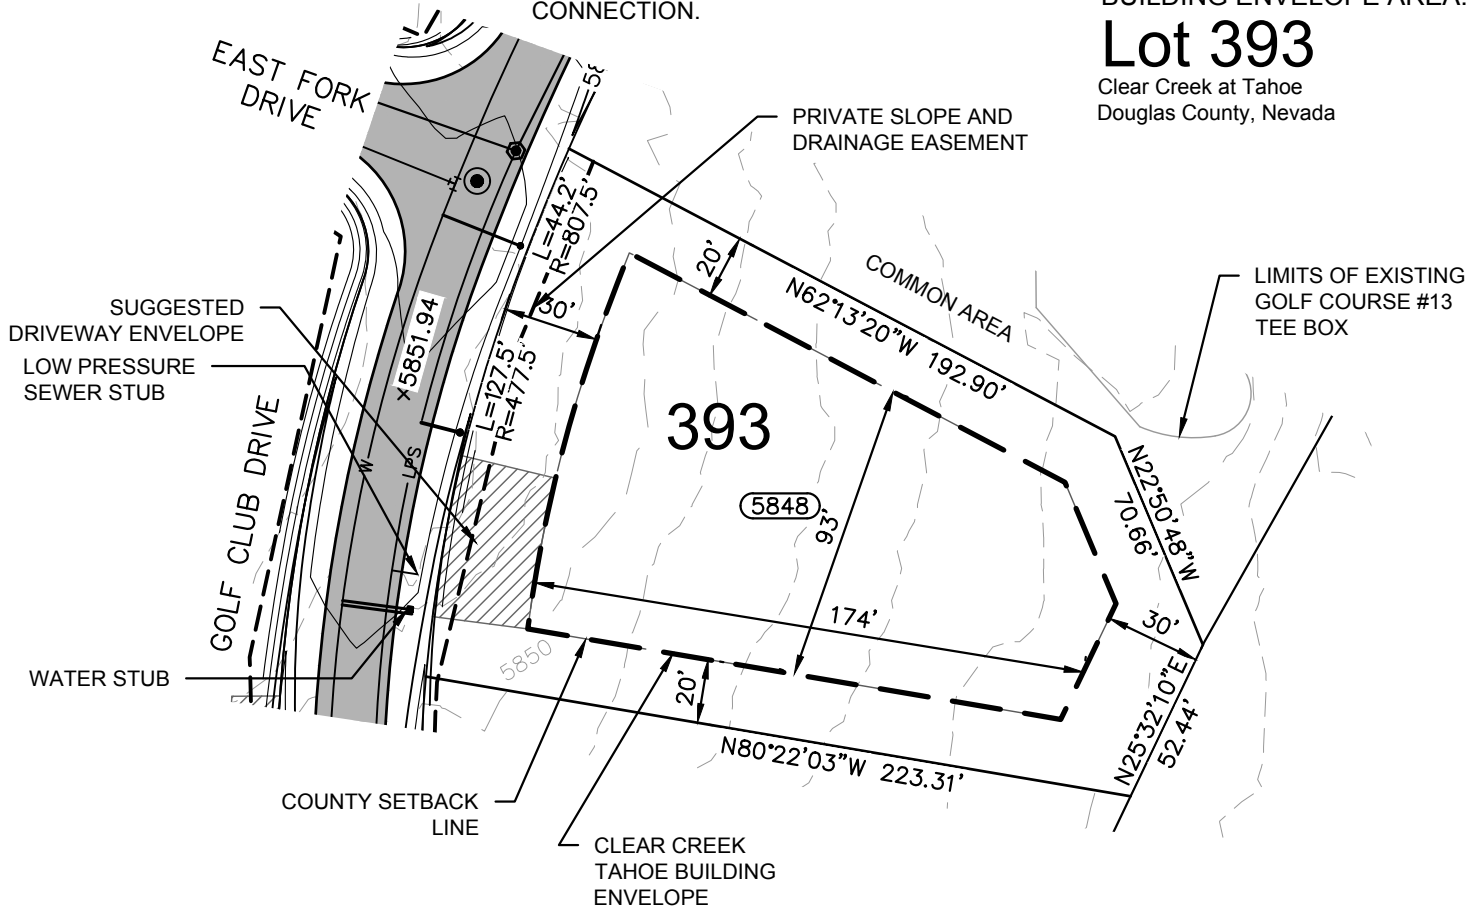 CONNECTION.
BUILDING ENVELOPE AREA.
Lot 393
Clear Creek at Tahoe
Douglas County, Nevada
EAST FORK
DRIVE
PRIVATE SLOPE AND
DRAINAGE EASEMENT
L=44.2'
R=807.5'
20'
COMMON AREA
N62°13'20"W 192.90'
LIMITS OF EXISTING
GOLF COURSE #13
TEE BOX
SUGGESTED
DRIVEWAY ENVELOPE
LOW PRESSURE
SEWER STUB
×5851.94
30'
L=127.5'
R=477.5'
393
5848
93'
N22°50'48"W
70.66'
W
LPS
GOLF CLUB DRIVE
174'
30'
WATER STUB
5850
20'
N25°32'10"E
52.44'
N80°22'03"W 223.31'
COUNTY SETBACK
LINE
CLEAR CREEK
TAHOE BUILDING
ENVELOPE